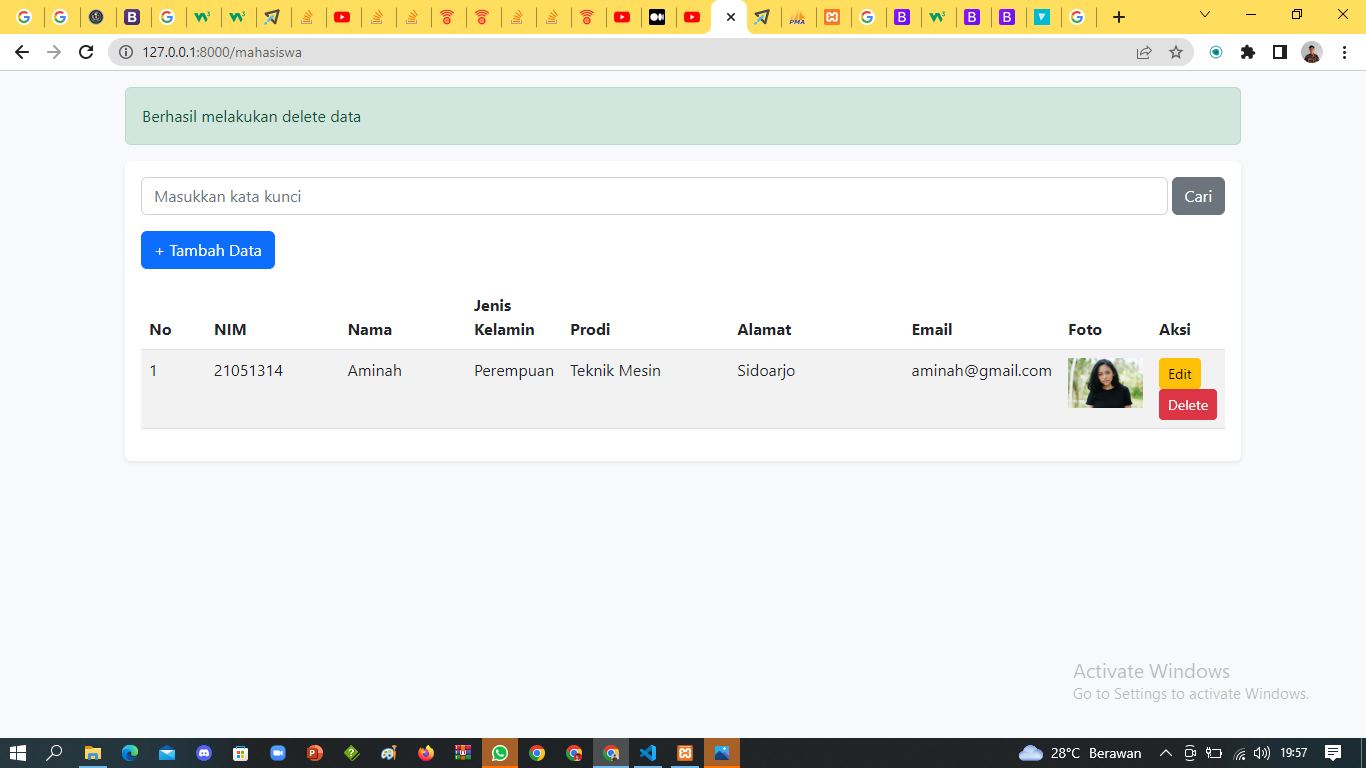 127.0.0.1:8000/mahasiswa
Berhasil melakukan delete data
Masukkan kata kunci
Cari
+ Tambah Data
No
NIM
Nama
Jenis
Kelamin
Prodi
Alamat
Email
Foto
Aksi
1
21051314
Aminah
Perempuan
Teknik Mesin
Sidoarjo
aminah@gmail.com
Edit
Delete
Activate Windows
Go to Settings to activate Windows.
28°C Berawan
19:57